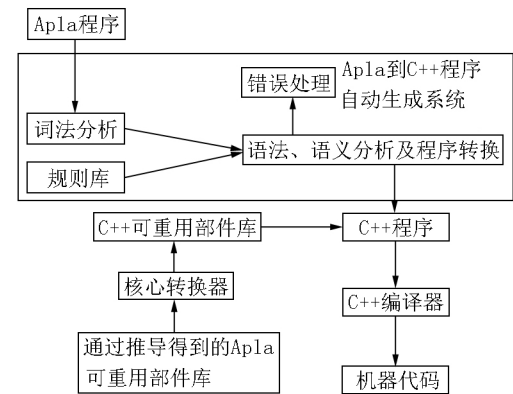 Apla程序
错误处理
Apla到C++程序
自动生成系统
词法分析
语法、语义分析及程序转换
规则库
C++可重用部件库
C++程序
核心转换器
C++编译器
通过推导得到的Apla
可重用部件库
机器代码